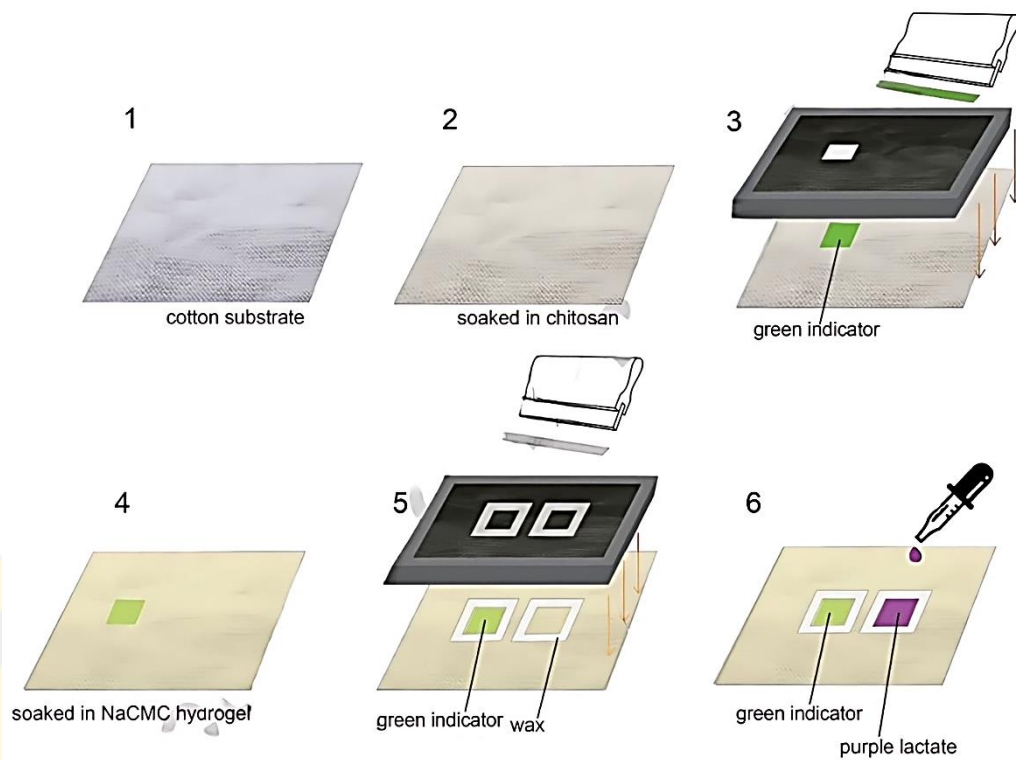 1
2
3
cotton substrate
soaked in chitosan
green indicator
4
5
6
soaked in NaCMC hydrogel
green indicator
wax
green indicator
purple lactate